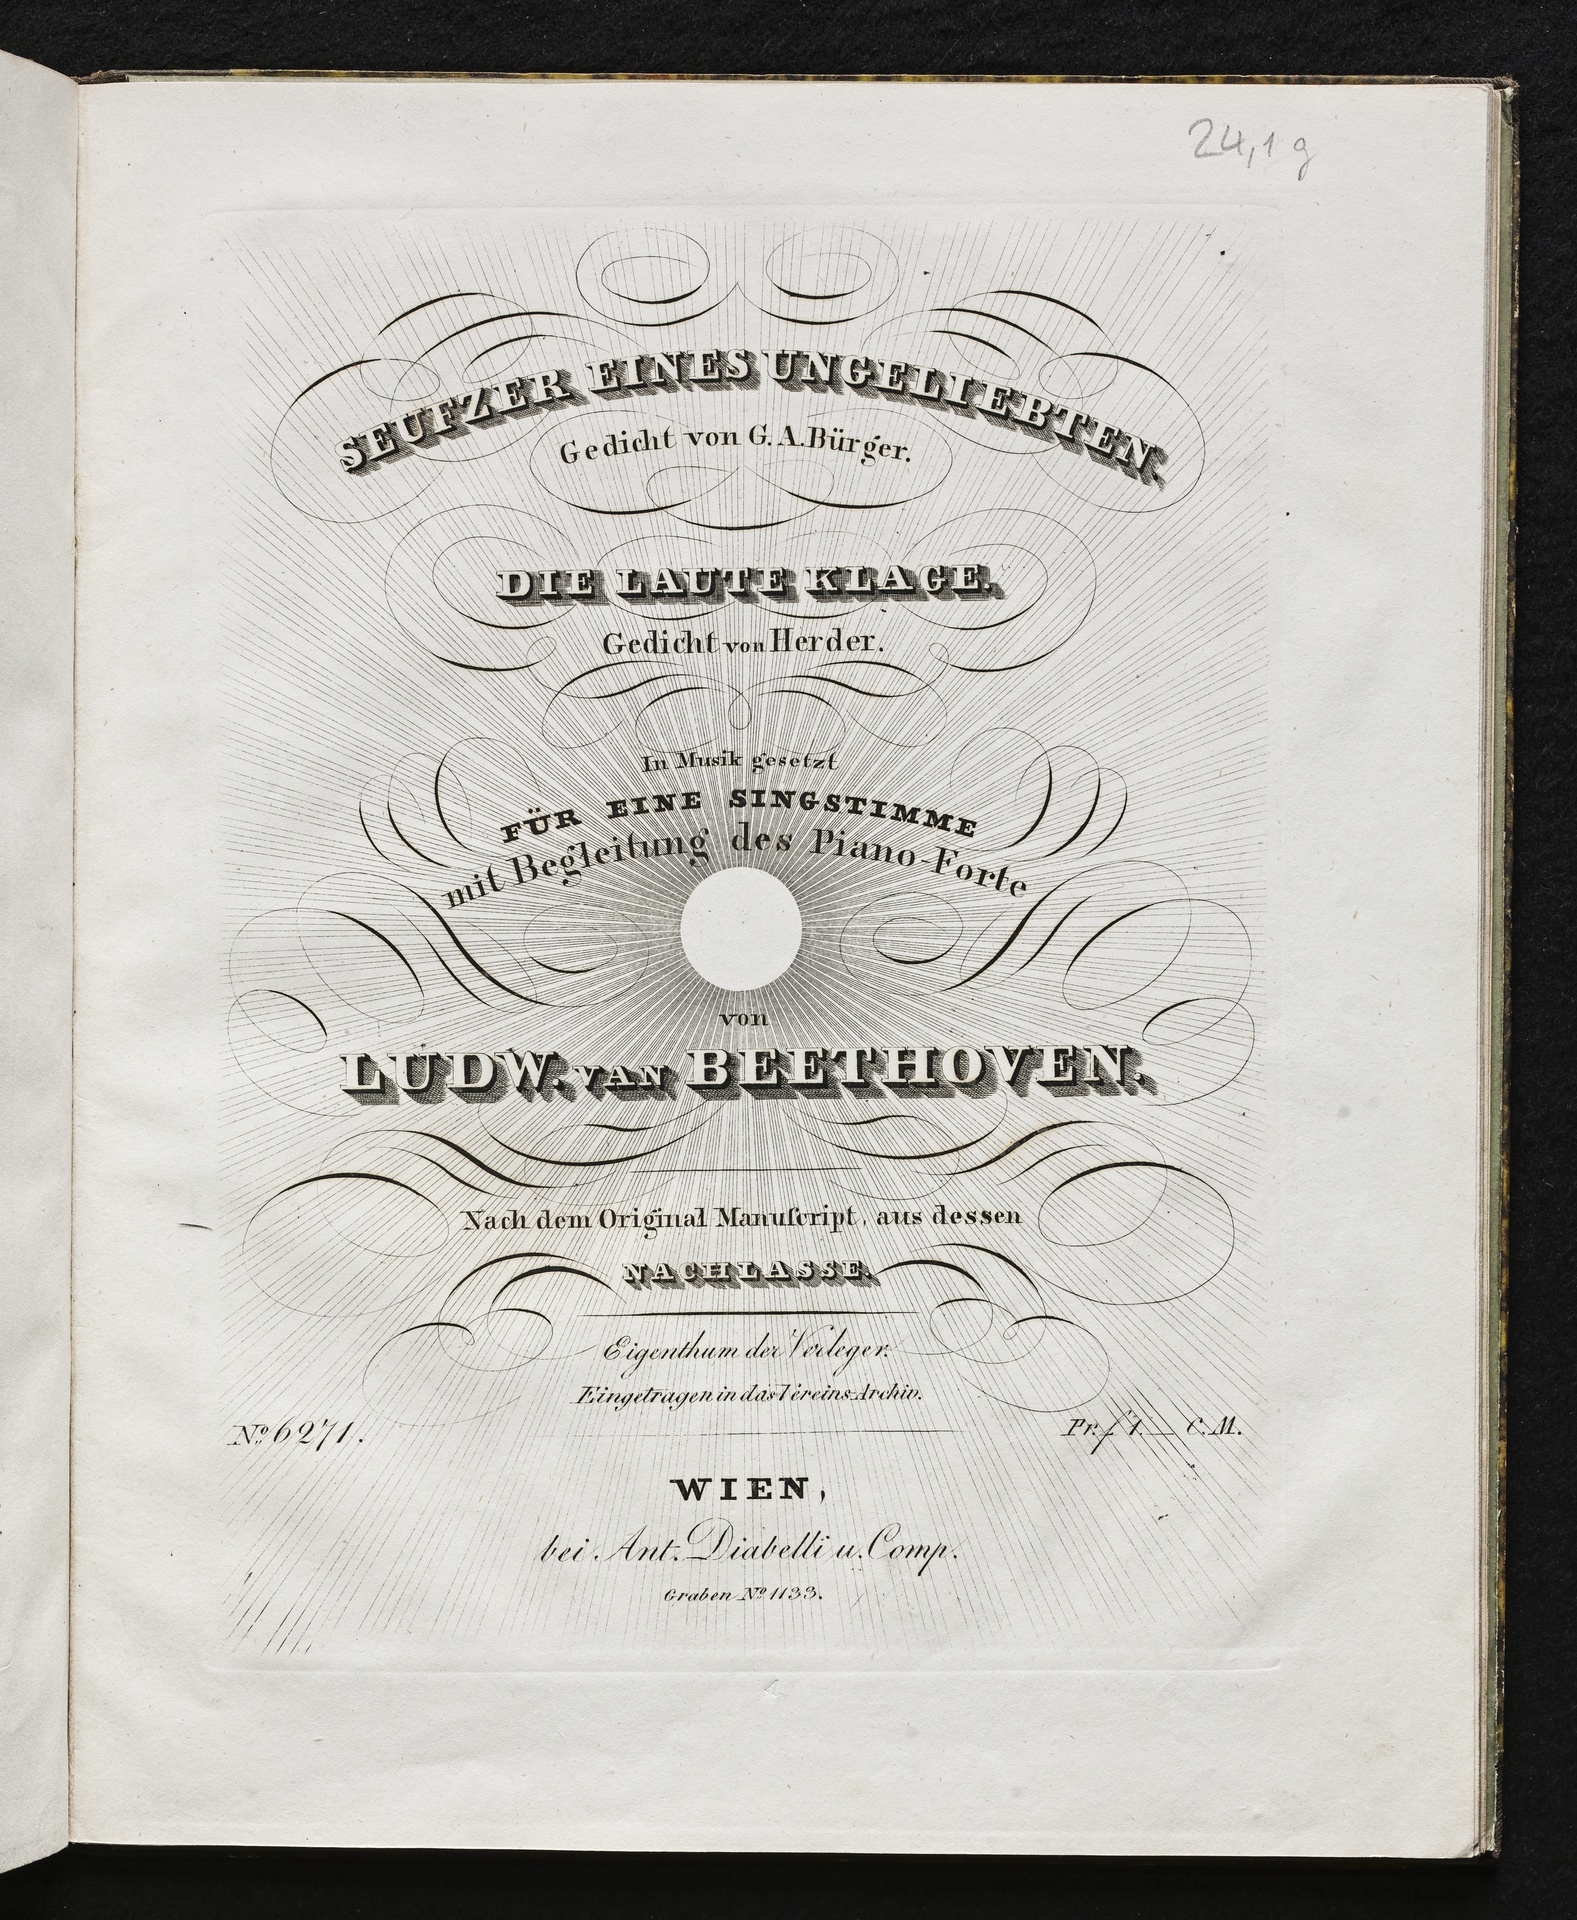 24,1 g
SEUFZER EINES UNGELIEBTEN.
Gedicht von G. A. Bürger.
DIE LAUTE KLAGE.
Gedicht von Herder.
In Musik gesetzt
FÜR EINE SINGSTIMME
mit Begleitung des Piano-Forte
von
LUDW. VAN BEETHOVEN.
Nach dem Original Manuſcript, aus dessen
NACHLASSE.
Eigenthum der Verleger.
Eingetragen in das Vereins-Archiv.
No. 6271. Pr. f 1.— C.M.
WIEN,
bei Ant. Diabelli u. Comp.
Graben No. 1133.